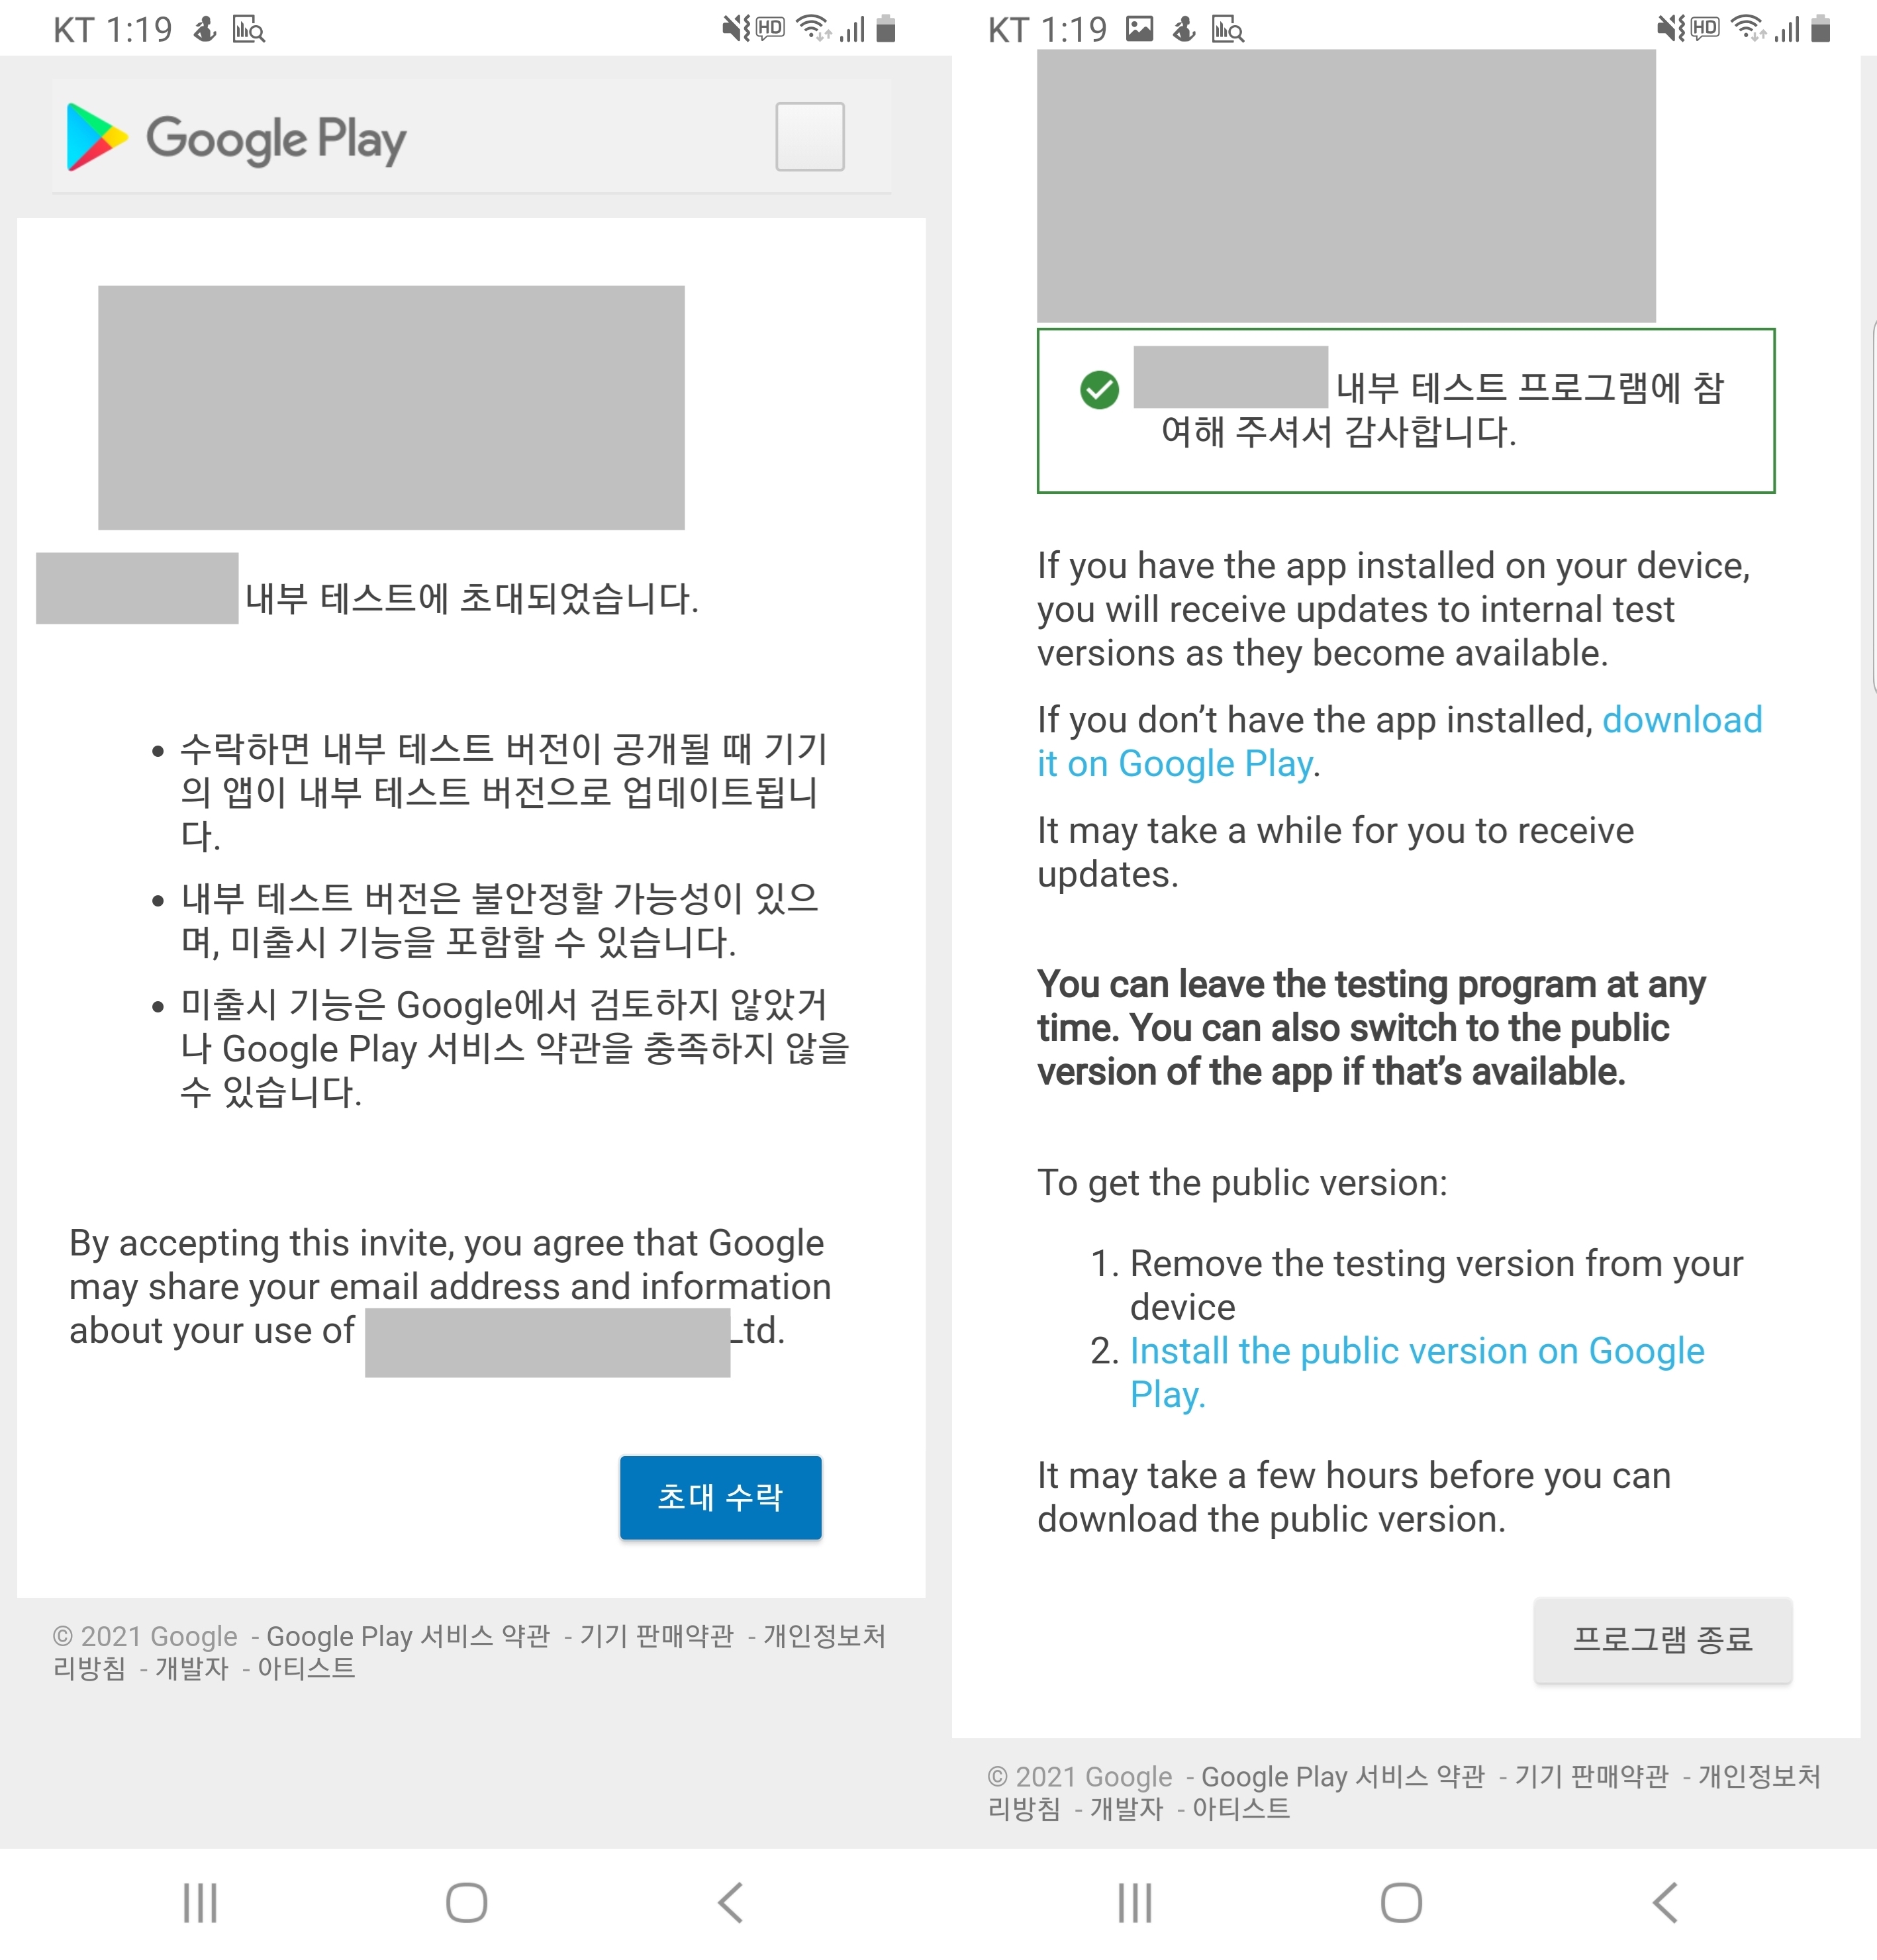 KT 1:19
HD
Google Play
내부 테스트에 초대되었습니다.
• 수락하면 내부 테스트 버전이 공개될 때 기기
의 앱이 내부 테스트 버전으로 업데이트됩니
다.
• 내부 테스트 버전은 불안정할 가능성이 있으
며, 미출시 기능을 포함할 수 있습니다.
• 미출시 기능은 Google에서 검토하지 않았거
나 Google Play 서비스 약관을 충족하지 않을
수 있습니다.
By accepting this invite, you agree that Google
may share your email address and information
about your use of Ltd.
초대 수락
© 2021 Google - Google Play 서비스 약관 - 기기 판매약관 - 개인정보처
리방침 - 개발자 - 아티스트
KT 1:19
HD
내부 테스트 프로그램에 참
여해 주셔서 감사합니다.
If you have the app installed on your device,
you will receive updates to internal test
versions as they become available.
If you don’t have the app installed, download
it on Google Play.
It may take a while for you to receive
updates.
You can leave the testing program at any
time. You can also switch to the public
version of the app if that’s available.
To get the public version:
1. Remove the testing version from your
device
2. Install the public version on Google
Play.
It may take a few hours before you can
download the public version.
프로그램 종료
© 2021 Google - Google Play 서비스 약관 - 기기 판매약관 - 개인정보처
리방침 - 개발자 - 아티스트